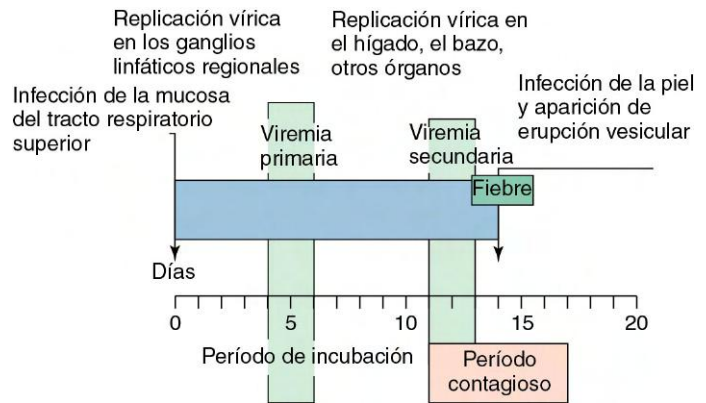 Replicación vírica
en los ganglios
linfáticos regionales
Replicación vírica en
el hígado, el bazo,
otros órganos
Infección de la mucosa
del tracto respiratorio
superior
Infección de la piel
y aparición de
erupción vesicular
Viremia
primaria
Viremia
secundaria
Fiebre
Días
0 5 10 15 20
Período de incubación
Período
contagioso